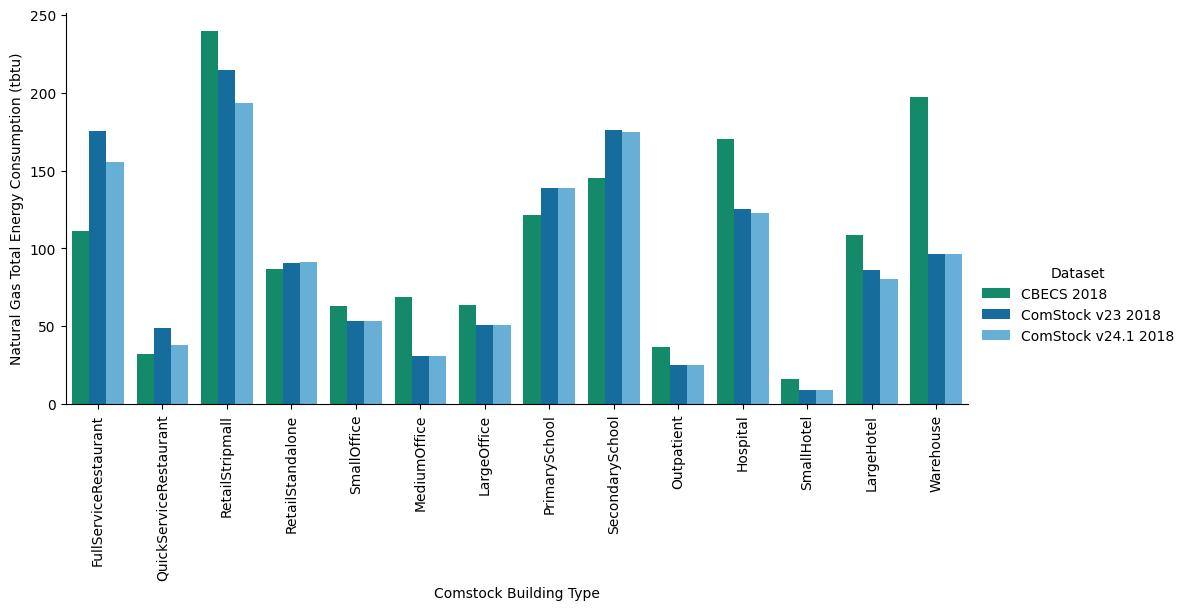 Natural Gas Total Energy Consumption (tbtu)
250
200
150
100
50
0
FullServiceRestaurant
QuickServiceRestaurant
RetailStripmall
RetailStandalone
SmallOffice
MediumOffice
LargeOffice
PrimarySchool
SecondarySchool
Outpatient
Hospital
SmallHotel
LargeHotel
Warehouse
Comstock Building Type
Dataset
CBECS 2018
ComStock v23 2018
ComStock v24.1 2018